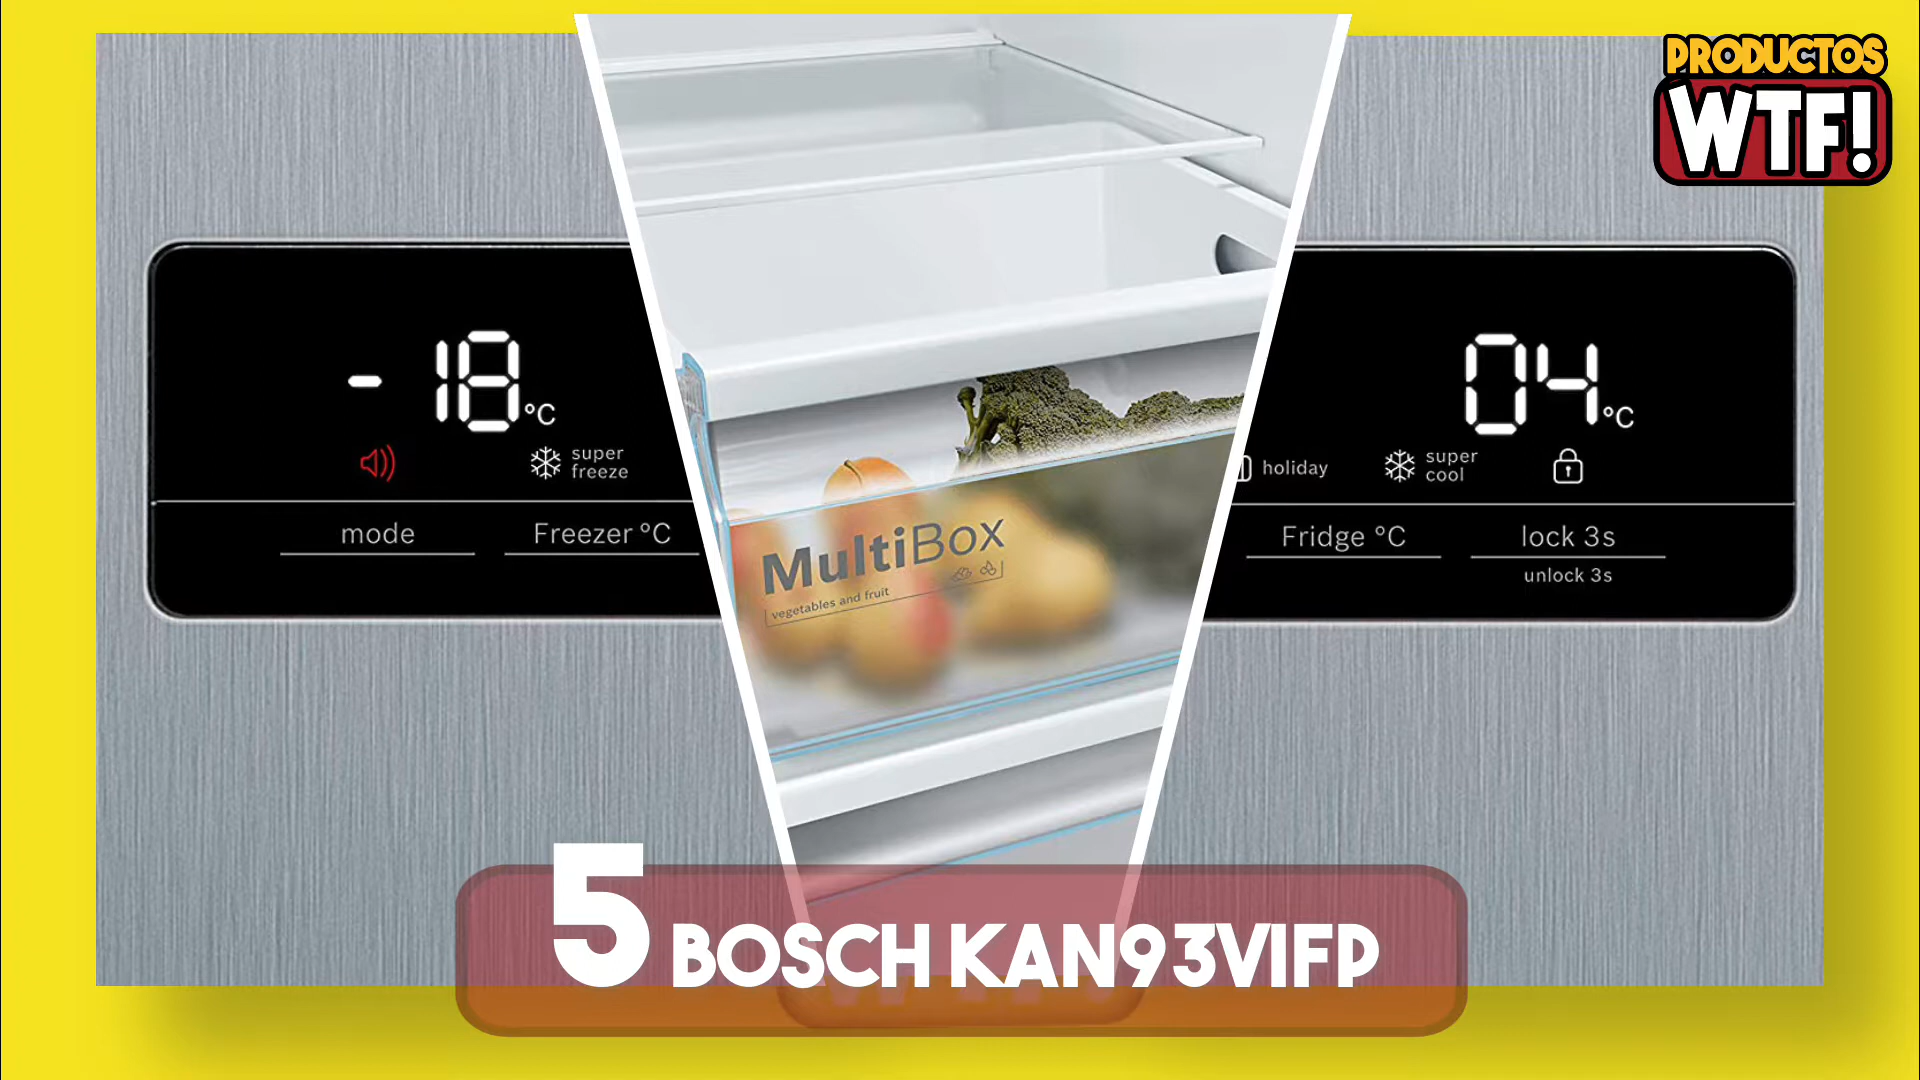 PRODUCTOS
WTF!
- 18 °C
super
freeze
mode
Freezer °C
MultiBox
vegetables and fruit
04 °C
holiday
super
cool
Fridge °C
lock 3s
unlock 3s
5 BOSCH KAN93VIFP